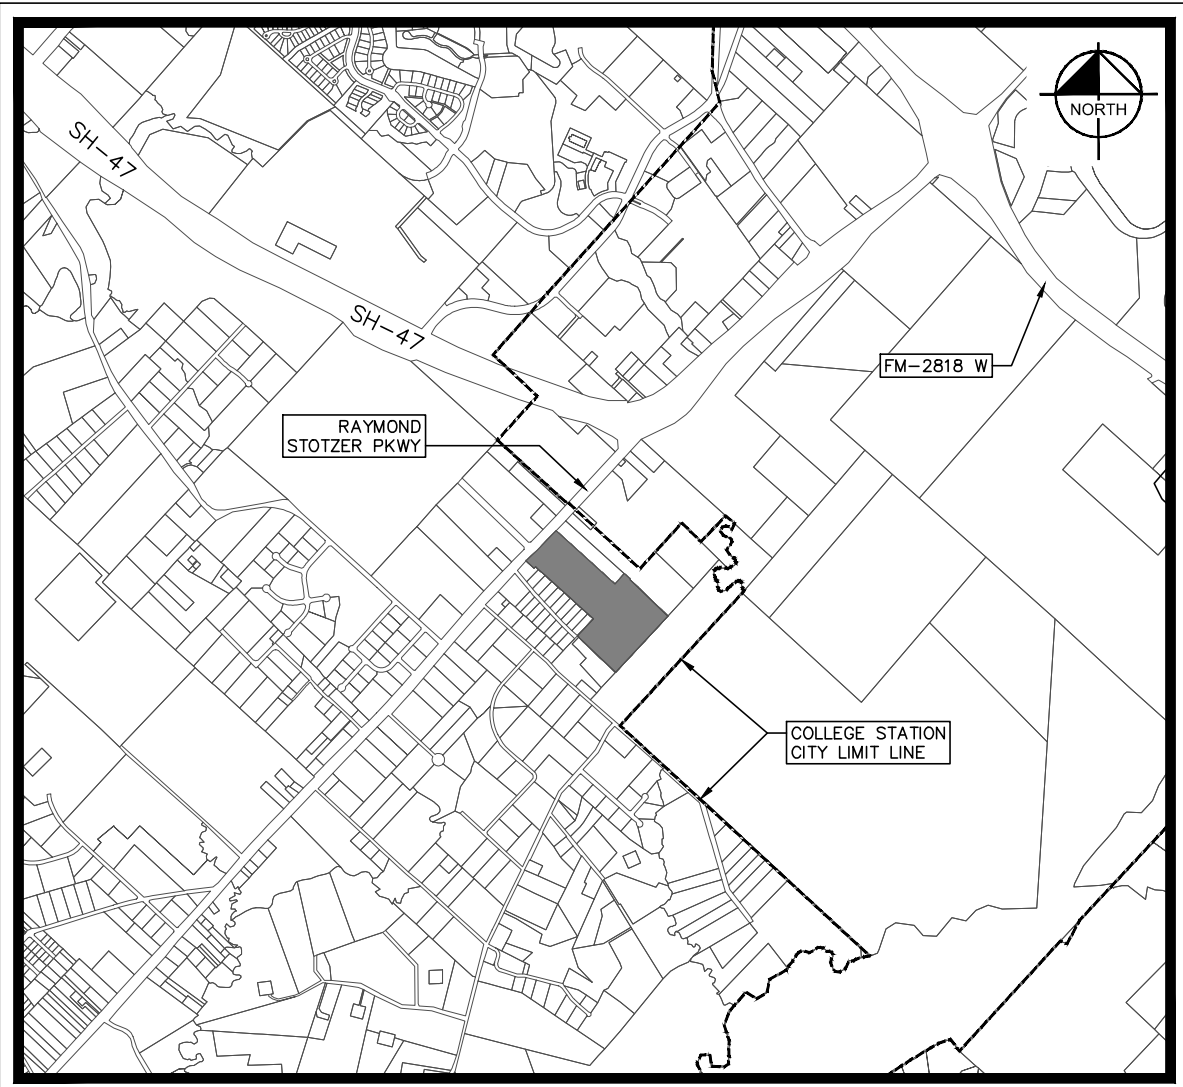 NORTH
SH-47
SH-47
FM-2818 W
RAYMOND
STOTZER PKWY
COLLEGE STATION
CITY LIMIT LINE